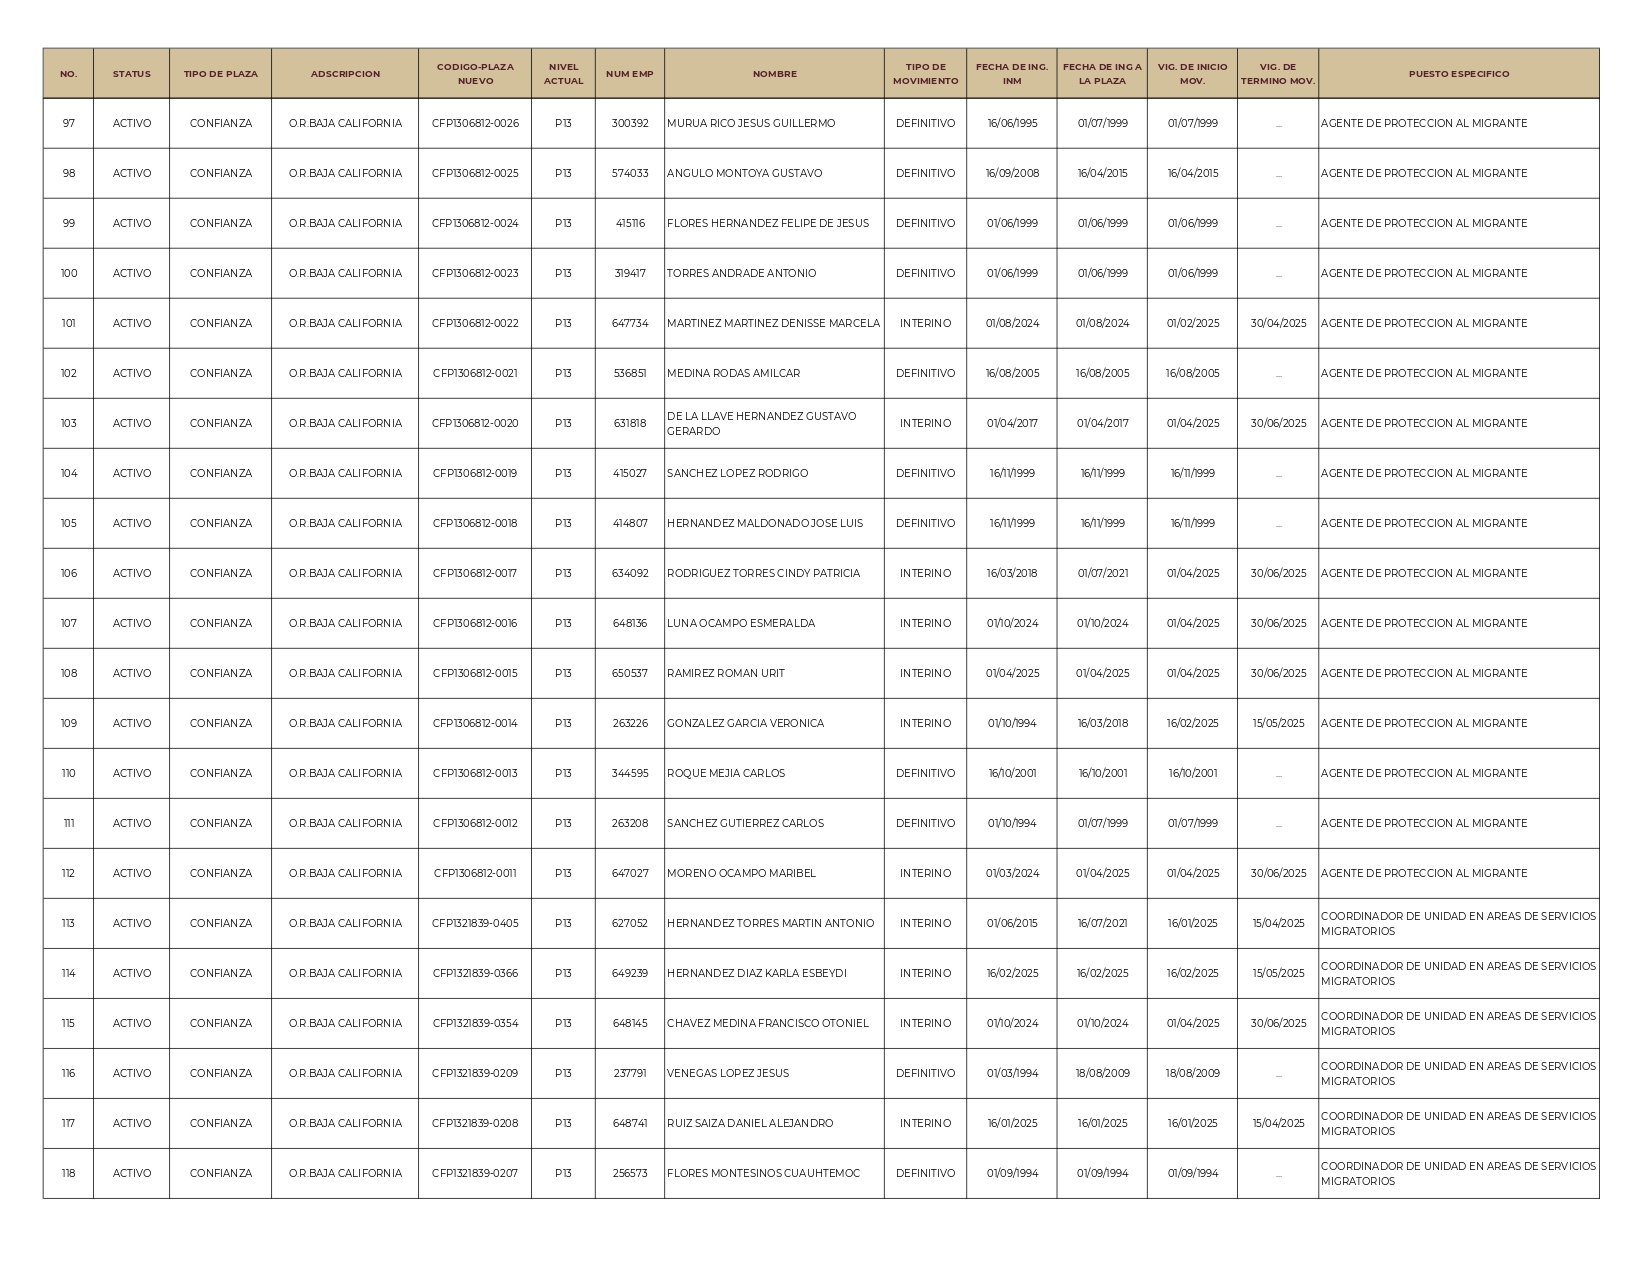 NO. STATUS TIPO DE PLAZA ADSCRIPCION CODIGO-PLAZA NUEVO NIVEL ACTUAL NUM EMP NOMBRE TIPO DE MOVIMIENTO FECHA DE ING. INM FECHA DE ING A LA PLAZA VIG. DE INICIO MOV. VIG. DE TERMINO MOV. PUESTO ESPECIFICO
97 ACTIVO CONFIANZA O.R.BAJA CALIFORNIA CFP1306812-0026 P13 300392 MURUA RICO JESUS GUILLERMO DEFINITIVO 16/06/1995 01/07/1999 01/07/1999 ... AGENTE DE PROTECCION AL MIGRANTE
98 ACTIVO CONFIANZA O.R.BAJA CALIFORNIA CFP1306812-0025 P13 574033 ANGULO MONTOYA GUSTAVO DEFINITIVO 16/09/2008 16/04/2015 16/04/2015 ... AGENTE DE PROTECCION AL MIGRANTE
99 ACTIVO CONFIANZA O.R.BAJA CALIFORNIA CFP1306812-0024 P13 415116 FLORES HERNANDEZ FELIPE DE JESUS DEFINITIVO 01/06/1999 01/06/1999 01/06/1999 ... AGENTE DE PROTECCION AL MIGRANTE
100 ACTIVO CONFIANZA O.R.BAJA CALIFORNIA CFP1306812-0023 P13 319417 TORRES ANDRADE ANTONIO DEFINITIVO 01/06/1999 01/06/1999 01/06/1999 ... AGENTE DE PROTECCION AL MIGRANTE
101 ACTIVO CONFIANZA O.R.BAJA CALIFORNIA CFP1306812-0022 P13 647734 MARTINEZ MARTINEZ DENISSE MARCELA INTERINO 01/08/2024 01/08/2024 01/02/2025 30/04/2025 AGENTE DE PROTECCION AL MIGRANTE
102 ACTIVO CONFIANZA O.R.BAJA CALIFORNIA CFP1306812-0021 P13 536851 MEDINA RODAS AMILCAR DEFINITIVO 16/08/2005 16/08/2005 16/08/2005 ... AGENTE DE PROTECCION AL MIGRANTE
103 ACTIVO CONFIANZA O.R.BAJA CALIFORNIA CFP1306812-0020 P13 631818 DE LA LLAVE HERNANDEZ GUSTAVO GERARDO INTERINO 01/04/2017 01/04/2017 01/04/2025 30/06/2025 AGENTE DE PROTECCION AL MIGRANTE
104 ACTIVO CONFIANZA O.R.BAJA CALIFORNIA CFP1306812-0019 P13 415027 SANCHEZ LOPEZ RODRIGO DEFINITIVO 16/11/1999 16/11/1999 16/11/1999 ... AGENTE DE PROTECCION AL MIGRANTE
105 ACTIVO CONFIANZA O.R.BAJA CALIFORNIA CFP1306812-0018 P13 414807 HERNANDEZ MALDONADO JOSE LUIS DEFINITIVO 16/11/1999 16/11/1999 16/11/1999 ... AGENTE DE PROTECCION AL MIGRANTE
106 ACTIVO CONFIANZA O.R.BAJA CALIFORNIA CFP1306812-0017 P13 634092 RODRIGUEZ TORRES CINDY PATRICIA INTERINO 16/03/2018 01/07/2021 01/04/2025 30/06/2025 AGENTE DE PROTECCION AL MIGRANTE
107 ACTIVO CONFIANZA O.R.BAJA CALIFORNIA CFP1306812-0016 P13 648136 LUNA OCAMPO ESMERALDA INTERINO 01/10/2024 01/10/2024 01/04/2025 30/06/2025 AGENTE DE PROTECCION AL MIGRANTE
108 ACTIVO CONFIANZA O.R.BAJA CALIFORNIA CFP1306812-0015 P13 650537 RAMIREZ ROMAN URIT INTERINO 01/04/2025 01/04/2025 01/04/2025 30/06/2025 AGENTE DE PROTECCION AL MIGRANTE
109 ACTIVO CONFIANZA O.R.BAJA CALIFORNIA CFP1306812-0014 P13 263226 GONZALEZ GARCIA VERONICA INTERINO 01/10/1994 16/03/2018 16/02/2025 15/05/2025 AGENTE DE PROTECCION AL MIGRANTE
110 ACTIVO CONFIANZA O.R.BAJA CALIFORNIA CFP1306812-0013 P13 344595 ROQUE MEJIA CARLOS DEFINITIVO 16/10/2001 16/10/2001 16/10/2001 ... AGENTE DE PROTECCION AL MIGRANTE
111 ACTIVO CONFIANZA O.R.BAJA CALIFORNIA CFP1306812-0012 P13 263208 SANCHEZ GUTIERREZ CARLOS DEFINITIVO 01/10/1994 01/07/1999 01/07/1999 ... AGENTE DE PROTECCION AL MIGRANTE
112 ACTIVO CONFIANZA O.R.BAJA CALIFORNIA CFP1306812-0011 P13 647027 MORENO OCAMPO MARIBEL INTERINO 01/03/2024 01/04/2025 01/04/2025 30/06/2025 AGENTE DE PROTECCION AL MIGRANTE
113 ACTIVO CONFIANZA O.R.BAJA CALIFORNIA CFP1321839-0405 P13 627052 HERNANDEZ TORRES MARTIN ANTONIO INTERINO 01/06/2015 16/07/2021 16/01/2025 15/04/2025 COORDINADOR DE UNIDAD EN AREAS DE SERVICIOS MIGRATORIOS
114 ACTIVO CONFIANZA O.R.BAJA CALIFORNIA CFP1321839-0366 P13 649239 HERNANDEZ DIAZ KARLA ESBEYDI INTERINO 16/02/2025 16/02/2025 16/02/2025 15/05/2025 COORDINADOR DE UNIDAD EN AREAS DE SERVICIOS MIGRATORIOS
115 ACTIVO CONFIANZA O.R.BAJA CALIFORNIA CFP1321839-0354 P13 648145 CHAVEZ MEDINA FRANCISCO OTONIEL INTERINO 01/10/2024 01/10/2024 01/04/2025 30/06/2025 COORDINADOR DE UNIDAD EN AREAS DE SERVICIOS MIGRATORIOS
116 ACTIVO CONFIANZA O.R.BAJA CALIFORNIA CFP1321839-0209 P13 237791 VENEGAS LOPEZ JESUS DEFINITIVO 01/03/1994 18/08/2009 18/08/2009 ... COORDINADOR DE UNIDAD EN AREAS DE SERVICIOS MIGRATORIOS
117 ACTIVO CONFIANZA O.R.BAJA CALIFORNIA CFP1321839-0208 P13 648741 RUIZ SAIZA DANIEL ALEJANDRO INTERINO 16/01/2025 16/01/2025 16/01/2025 15/04/2025 COORDINADOR DE UNIDAD EN AREAS DE SERVICIOS MIGRATORIOS
118 ACTIVO CONFIANZA O.R.BAJA CALIFORNIA CFP1321839-0207 P13 256573 FLORES MONTESINOS CUAUHTEMOC DEFINITIVO 01/09/1994 01/09/1994 01/09/1994 ... COORDINADOR DE UNIDAD EN AREAS DE SERVICIOS MIGRATORIOS